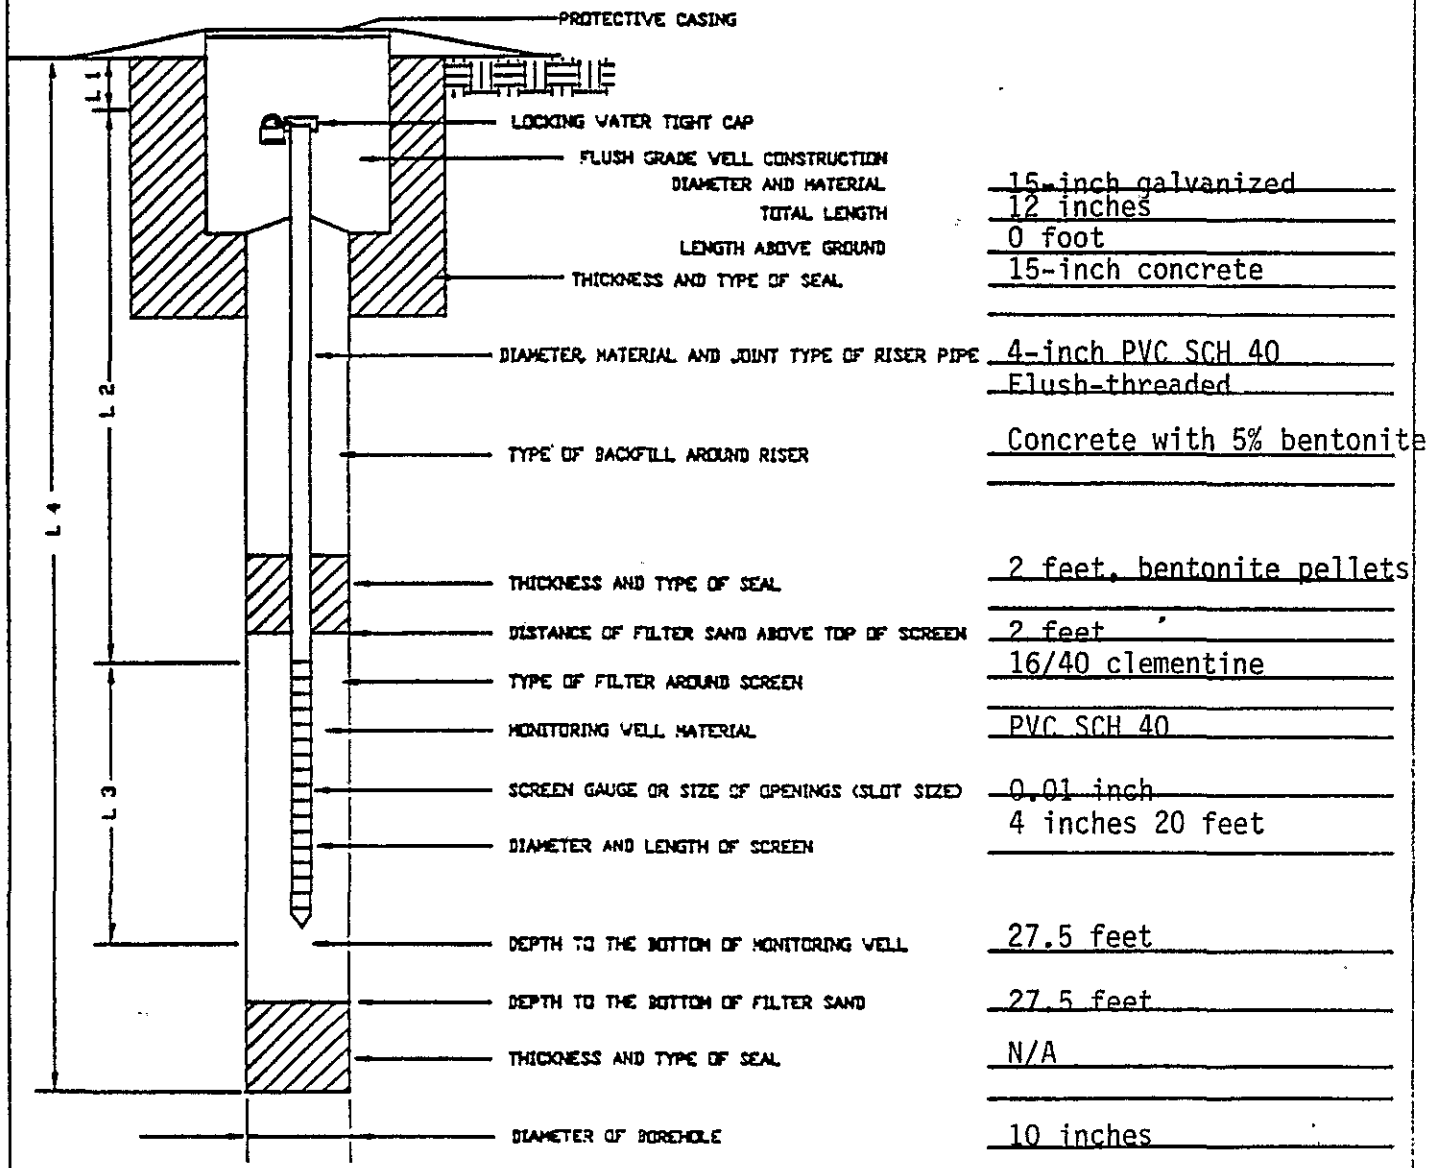 PROTECTIVE CASING
L 1
LOCKING WATER TIGHT CAP
FLUSH GRADE WELL CONSTRUCTION
DIAMETER AND MATERIAL 15-inch galvanized
TOTAL LENGTH 12 inches
LENGTH ABOVE GROUND 0 foot
THICKNESS AND TYPE OF SEAL 15-inch concrete
DIAMETER, MATERIAL AND JOINT TYPE OF RISER PIPE 4-inch PVC SCH 40
Flush-threaded
L 2
TYPE OF BACKFILL AROUND RISER Concrete with 5% bentonite
L 4
THICKNESS AND TYPE OF SEAL 2 feet, bentonite pellets
DISTANCE OF FILTER SAND ABOVE TOP OF SCREEN 2 feet
TYPE OF FILTER AROUND SCREEN 16/40 clementine
MONITORING WELL MATERIAL PVC SCH 40
L 3
SCREEN GAUGE OR SIZE OF OPENINGS (SLOT SIZE) 0.01 inch
DIAMETER AND LENGTH OF SCREEN 4 inches 20 feet
DEPTH TO THE BOTTOM OF MONITORING WELL 27.5 feet
DEPTH TO THE BOTTOM OF FILTER SAND 27.5 feet
THICKNESS AND TYPE OF SEAL N/A
DIAMETER OF BOREHOLE 10 inches